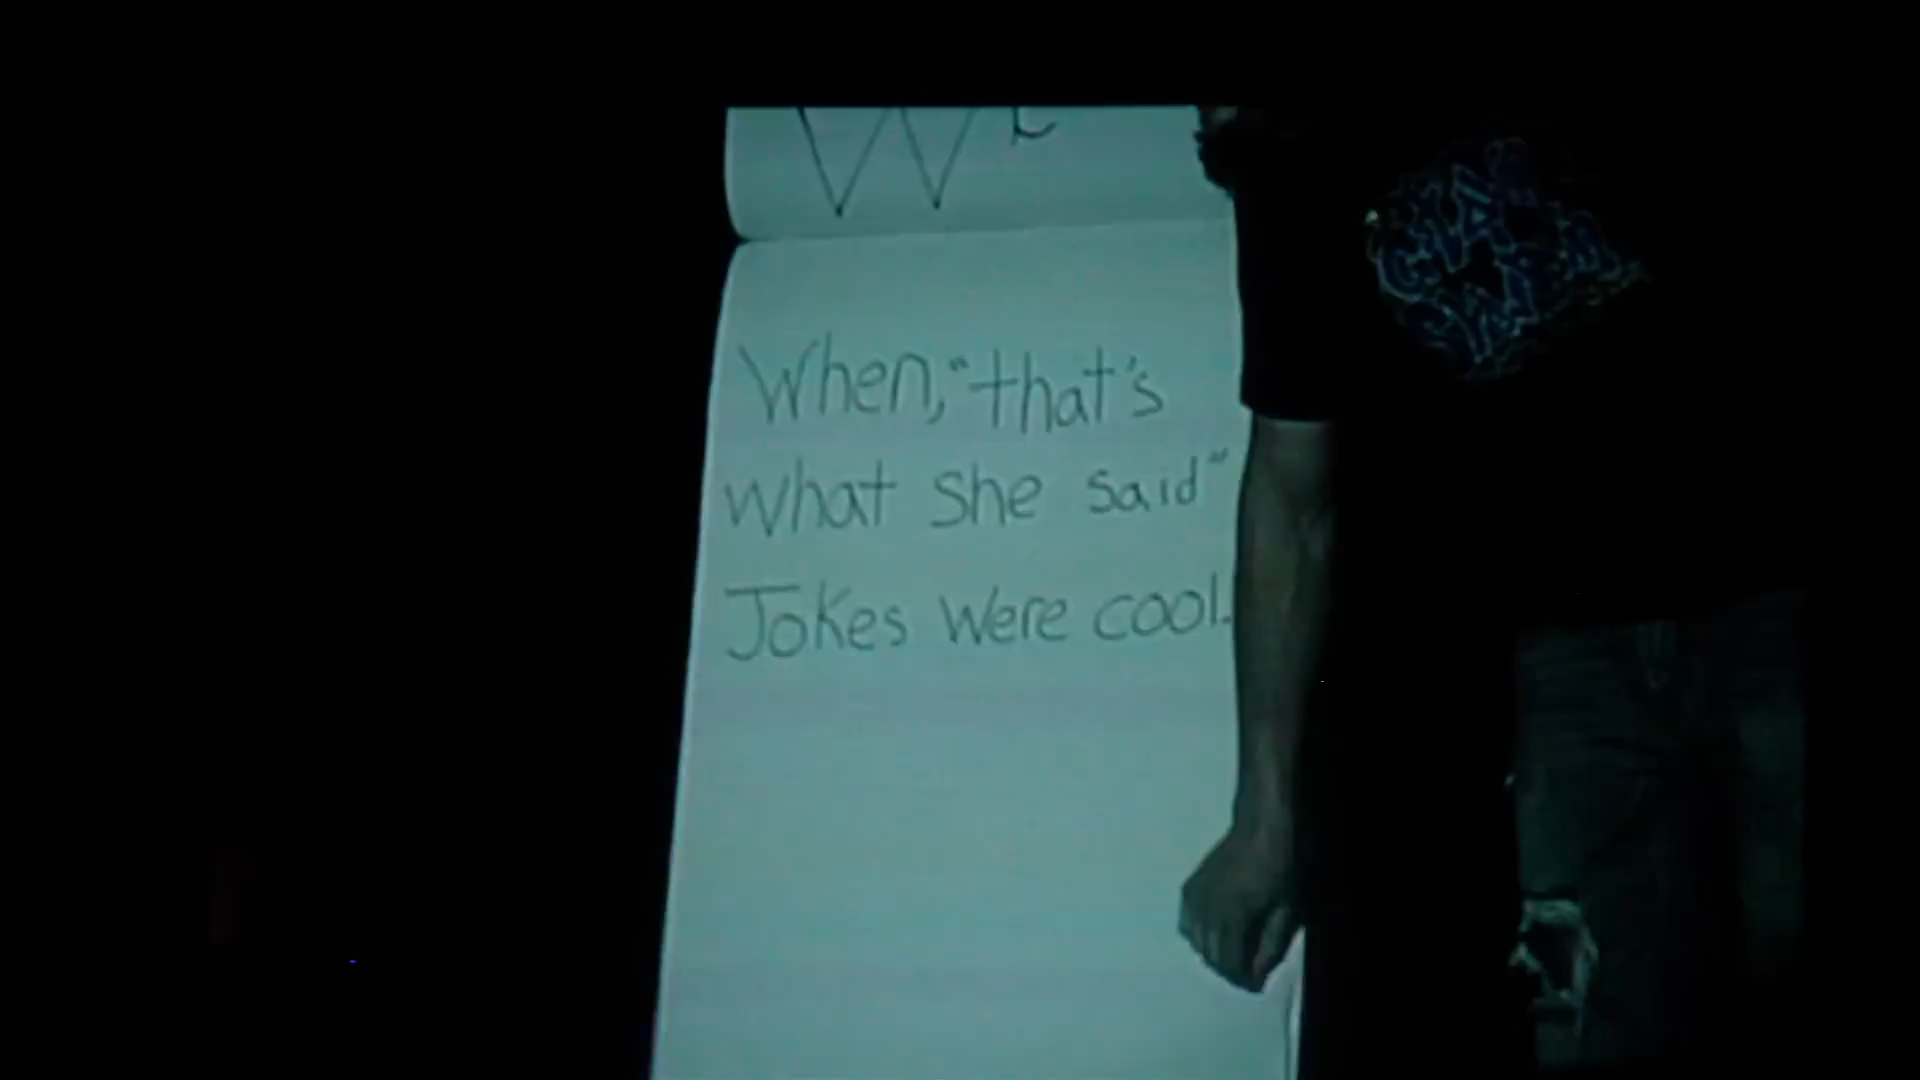 When, "that's
what she said"
Jokes were cool.